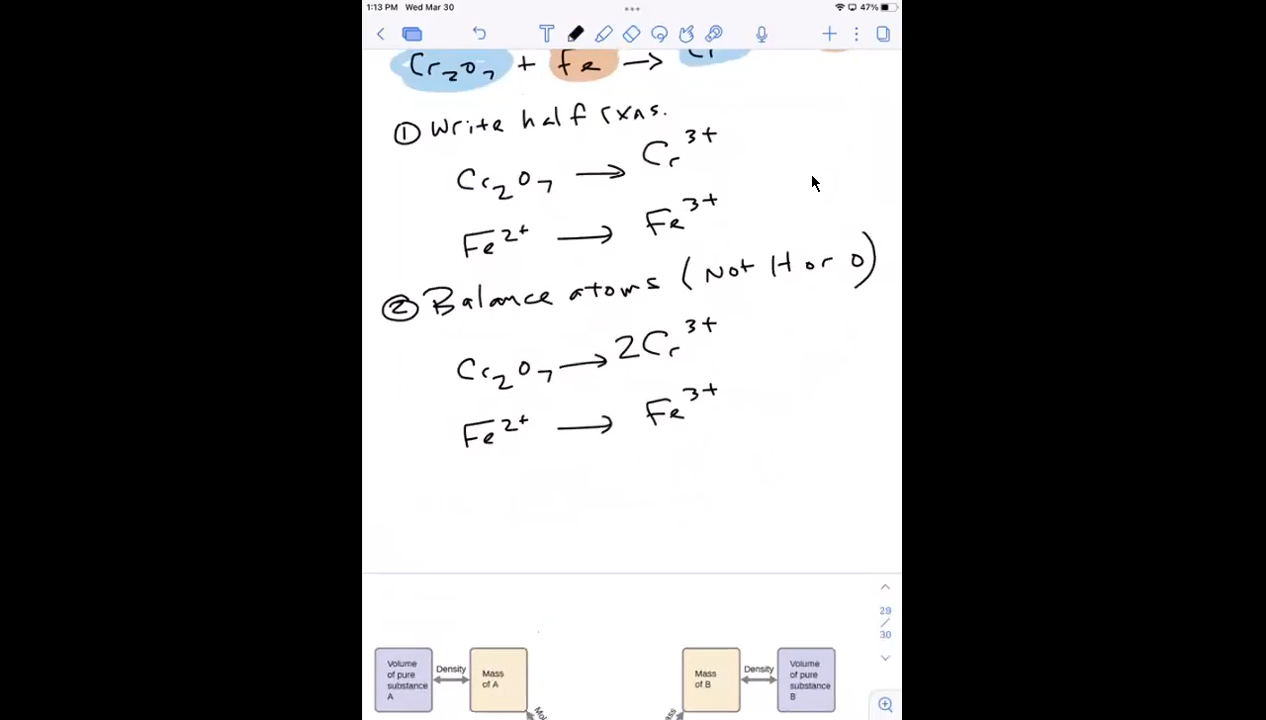 1:13 PM Wed Mar 30
47%
Cr₂O₇ + Fe → Cr
① Write half rxns.
Cr₂O₇ → Cr³⁺
Fe²⁺ → Fe³⁺
② Balance atoms (Not H or O)
Cr₂O₇ → 2Cr³⁺
Fe²⁺ → Fe³⁺
29
/
30
Volume
of pure
substance
A
Density
Mass
of A
Mass
of B
Density
Volume
of pure
substance
B